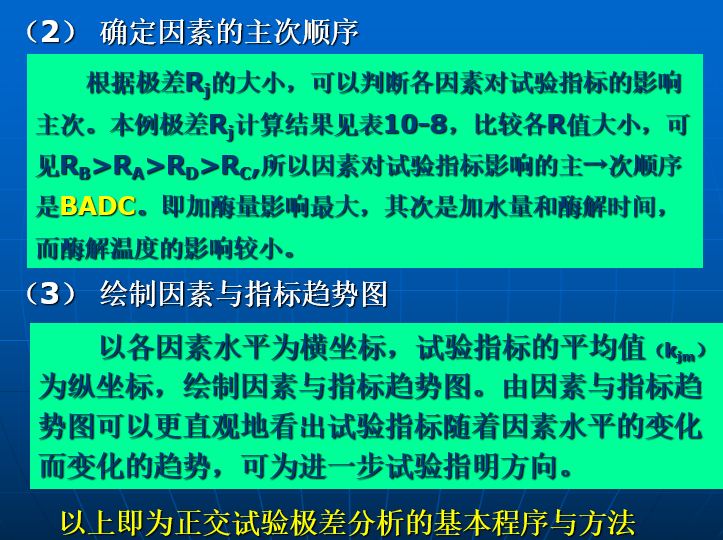 （2） 确定因素的主次顺序
根据极差Rj的大小，可以判断各因素对试验指标的影响
主次。本例极差Rj计算结果见表10-8，比较各R值大小，可
见RB>RA>RD>RC,所以因素对试验指标影响的主→次顺序
是BADC。即加酶量影响最大，其次是加水量和酶解时间，
而酶解温度的影响较小。
（3） 绘制因素与指标趋势图
以各因素水平为横坐标，试验指标的平均值（kjm）
为纵坐标，绘制因素与指标趋势图。由因素与指标趋
势图可以更直观地看出试验指标随着因素水平的变化
而变化的趋势，可为进一步试验指明方向。
以上即为正交试验极差分析的基本程序与方法